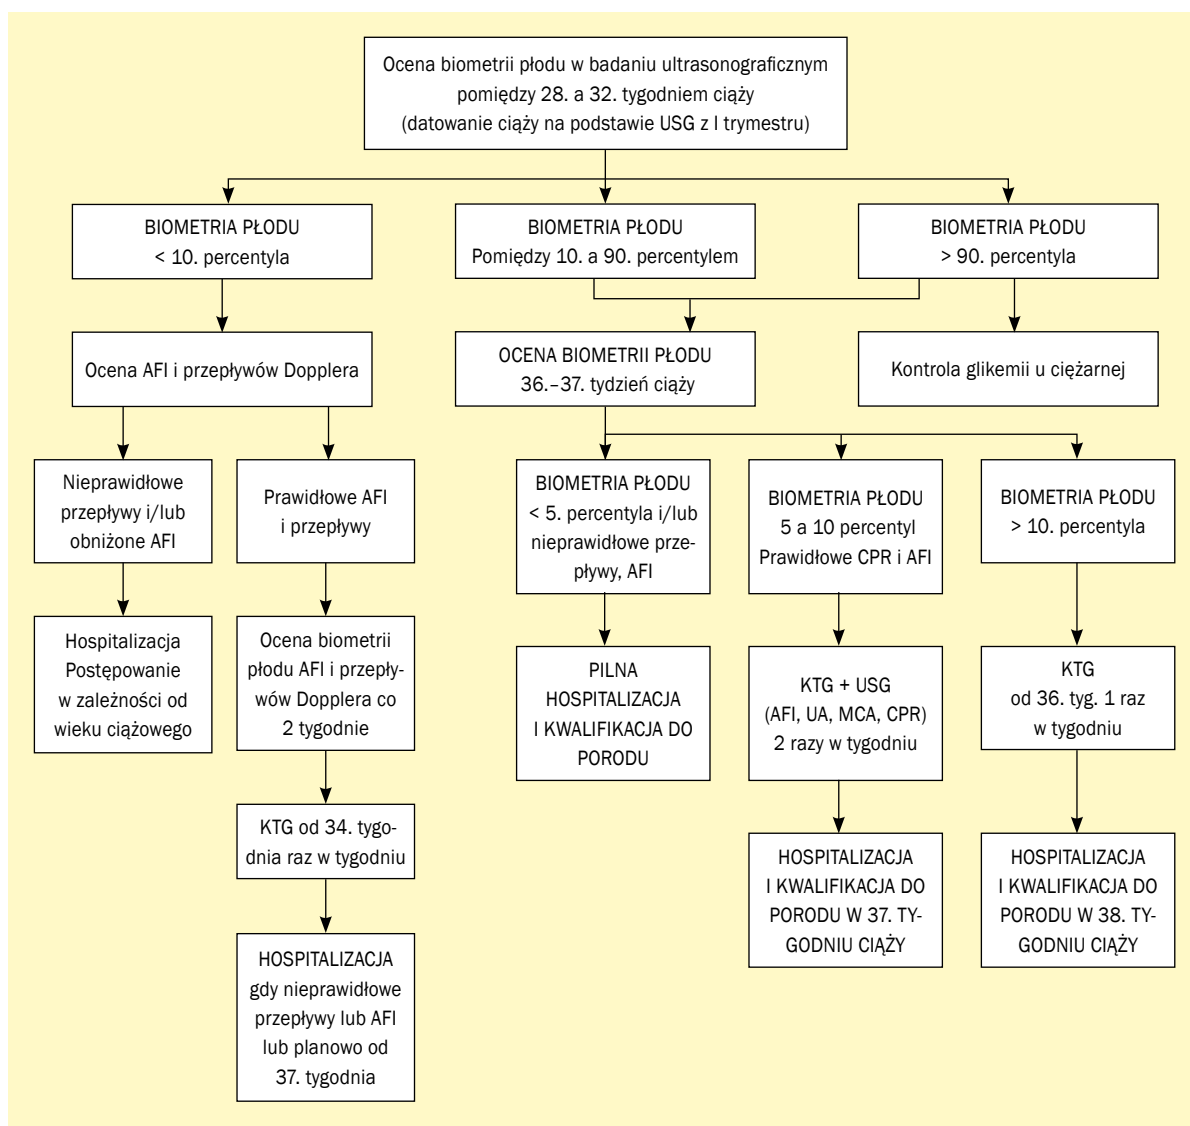 Ocena biometrii płodu w badaniu ultrasonograficznym
pomiędzy 28. a 32. tygodniem ciąży
(datowanie ciąży na podstawie USG z I trymestru)
BIOMETRIA PŁODU
< 10. percentyla
BIOMETRIA PŁODU
Pomiędzy 10. a 90. percentylem
BIOMETRIA PŁODU
> 90. percentyla
Ocena AFI i przepływów Dopplera
OCENA BIOMETRII PŁODU
36.–37. tydzień ciąży
Kontrola glikemii u ciężarnej
Nieprawidłowe
przepływy i/lub
obniżone AFI
Prawidłowe AFI
i przepływy
BIOMETRIA PŁODU
< 5. percentyla i/lub
nieprawidłowe prze-
pływy, AFI
BIOMETRIA PŁODU
5 a 10 percentyl
Prawidłowe CPR i AFI
BIOMETRIA PŁODU
> 10. percentyla
Hospitalizacja
Postępowanie
w zależności od
wieku ciążowego
Ocena biometrii
płodu AFI i przepły-
wów Dopplera co
2 tygodnie
PILNA
HOSPITALIZACJA
I KWALIFIKACJA DO
PORODU
KTG + USG
(AFI, UA, MCA, CPR)
2 razy w tygodniu
KTG
od 36. tyg. 1 raz
w tygodniu
KTG od 34. tygo-
dnia raz w tygodniu
HOSPITALIZACJA
I KWALIFIKACJA DO
PORODU W 37. TY-
GODNIU CIĄŻY
HOSPITALIZACJA
I KWALIFIKACJA DO
PORODU W 38. TY-
GODNIU CIĄŻY
HOSPITALIZACJA
gdy nieprawidłowe
przepływy lub AFI
lub planowo od
37. tygodnia